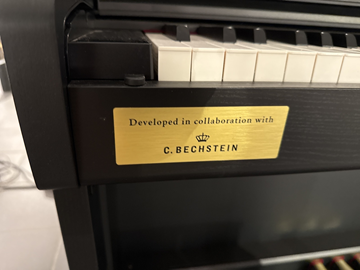 Developed in collaboration with
C. BECHSTEIN